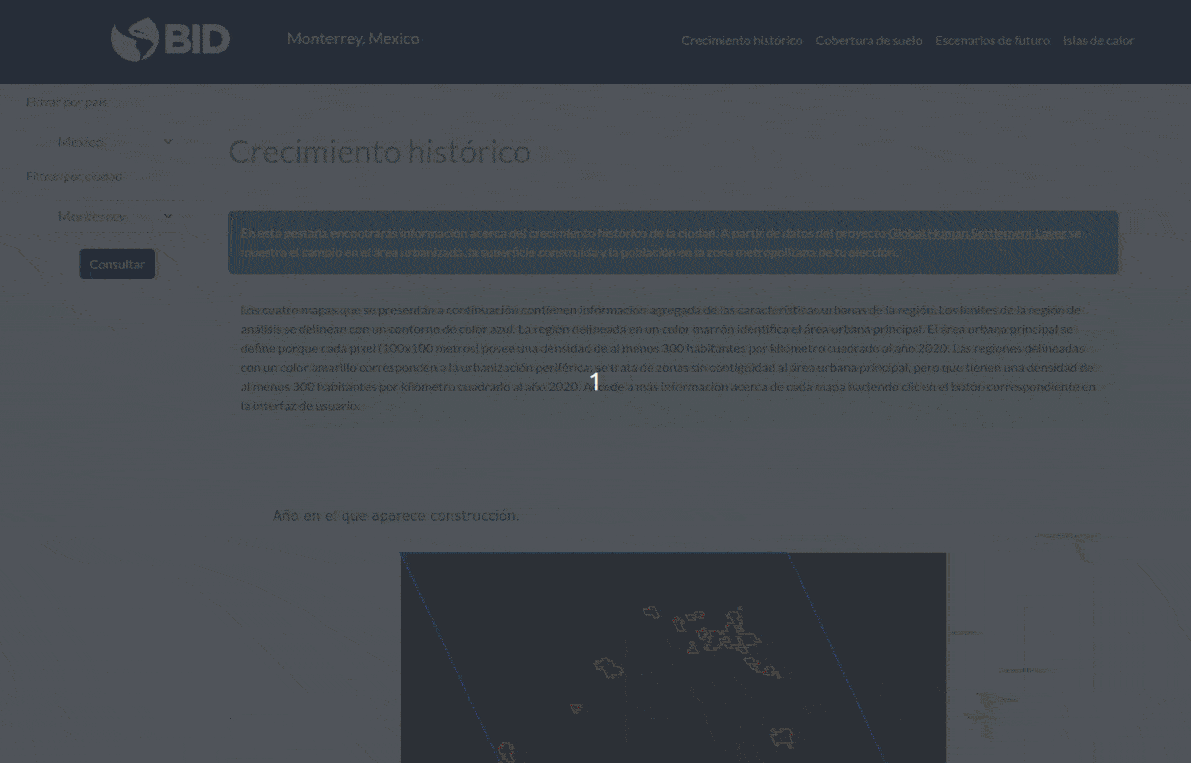 BID
Monterrey, Mexico
Crecimiento histórico Cobertura de suelo Escenarios de futuro Islas de calor
Filtrar por país
Mexico
Filtrar por ciudad
Monterrey
Consultar
Crecimiento histórico
En esta pestaña encontrarás información acerca del crecimiento histórico de la ciudad. A partir de datos del proyecto Global Human Settlement Layer se
muestra el cambio en el área urbanizada, la superficie construida y la población en la zona metropolitana de tu elección.
Los cuatro mapas que se presentan a continuación contienen información agregada de las características urbanas de la región. Los límites de la región de
análisis se delinean con un contorno de color azul. La región delineada en un color marrón identifica el área urbana principal. El área urbana principal se
define porque cada pixel (100x100 metros) posee una densidad de al menos 300 habitantes por kilómetro cuadrado al año 2020. Las regiones delineadas
con un color amarillo corresponden a la urbanización periférica: se trata de zonas sin contigüidad al área urbana principal, pero que tienen una densidad de
al menos 300 habitantes por kilómetro cuadrado al año 2020. Accede a más información acerca de cada mapa haciendo clic en el botón correspondiente en
la interfaz de usuario.
1
Año en el que aparece construcción.